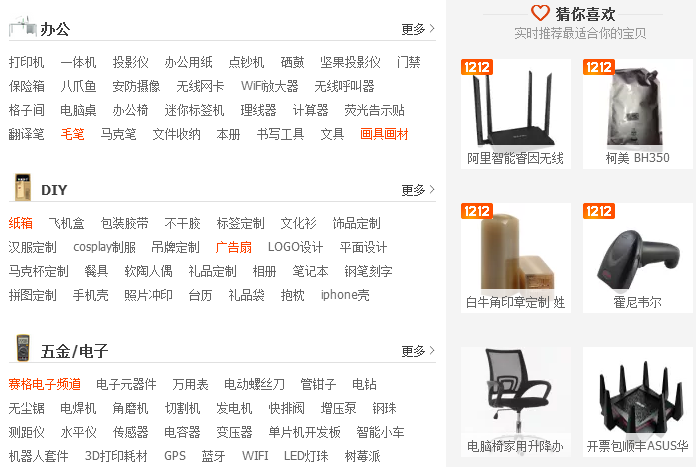 办公 更多
打印机 一体机 投影仪 办公用纸 点钞机 硒鼓 坚果投影仪 门禁
保险箱 八爪鱼 安防摄像 无线网卡 WiFi放大器 无线呼叫器
格子间 电脑桌 办公椅 迷你标签机 理线器 计算器 荧光告示贴
翻译笔 毛笔 马克笔 文件收纳 本册 书写工具 文具 画具画材
DIY 更多
纸箱 飞机盒 包装胶带 不干胶 标签定制 文化衫 饰品定制
汉服定制 cosplay制服 吊牌定制 广告扇 LOGO设计 平面设计
马克杯定制 餐具 软陶人偶 礼品定制 相册 笔记本 钢笔刻字
拼图定制 手机壳 照片冲印 台历 礼品袋 抱枕 iphone壳
五金/电子 更多
赛格电子频道 电子元器件 万用表 电动螺丝刀 管钳子 电钻
无尘锯 电焊机 角磨机 切割机 发电机 快排阀 增压泵 钢珠
测距仪 水平仪 传感器 电容器 变压器 单片机开发板 智能小车
机器人套件 3D打印耗材 GPS 蓝牙 WIFI LED灯珠 树莓派
猜你喜欢
实时推荐最适合你的宝贝
1212 1212
阿里智能睿因无线 柯美 BH350
1212 1212
白牛角印章定制 姓 霍尼韦尔
电脑椅家用升降办 开票包顺丰ASUS华